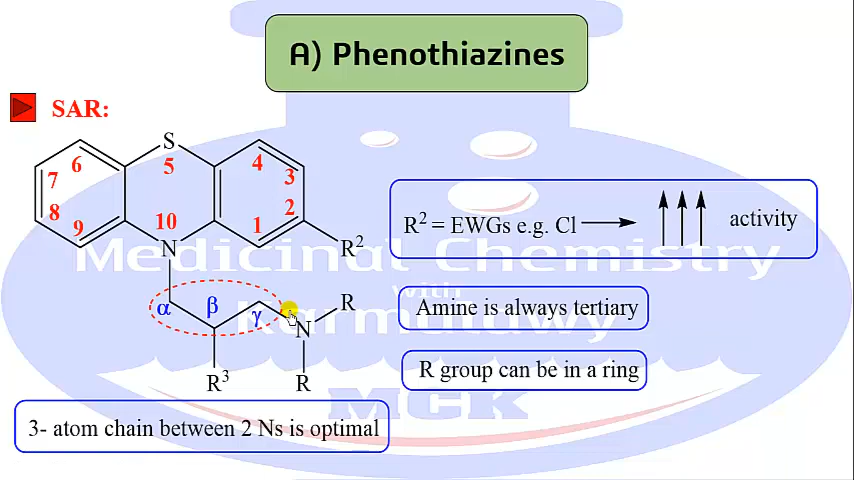 A) Phenothiazines
SAR:
S
5
6
7
8
9
10
N
4
3
2
1
R²
α
β
γ
R³
N
R
R
R² = EWGs e.g. Cl → ↑↑↑ activity
Amine is always tertiary
R group can be in a ring
3- atom chain between 2 Ns is optimal
Medicinal Chemistry
with
Karmalawy
MCK